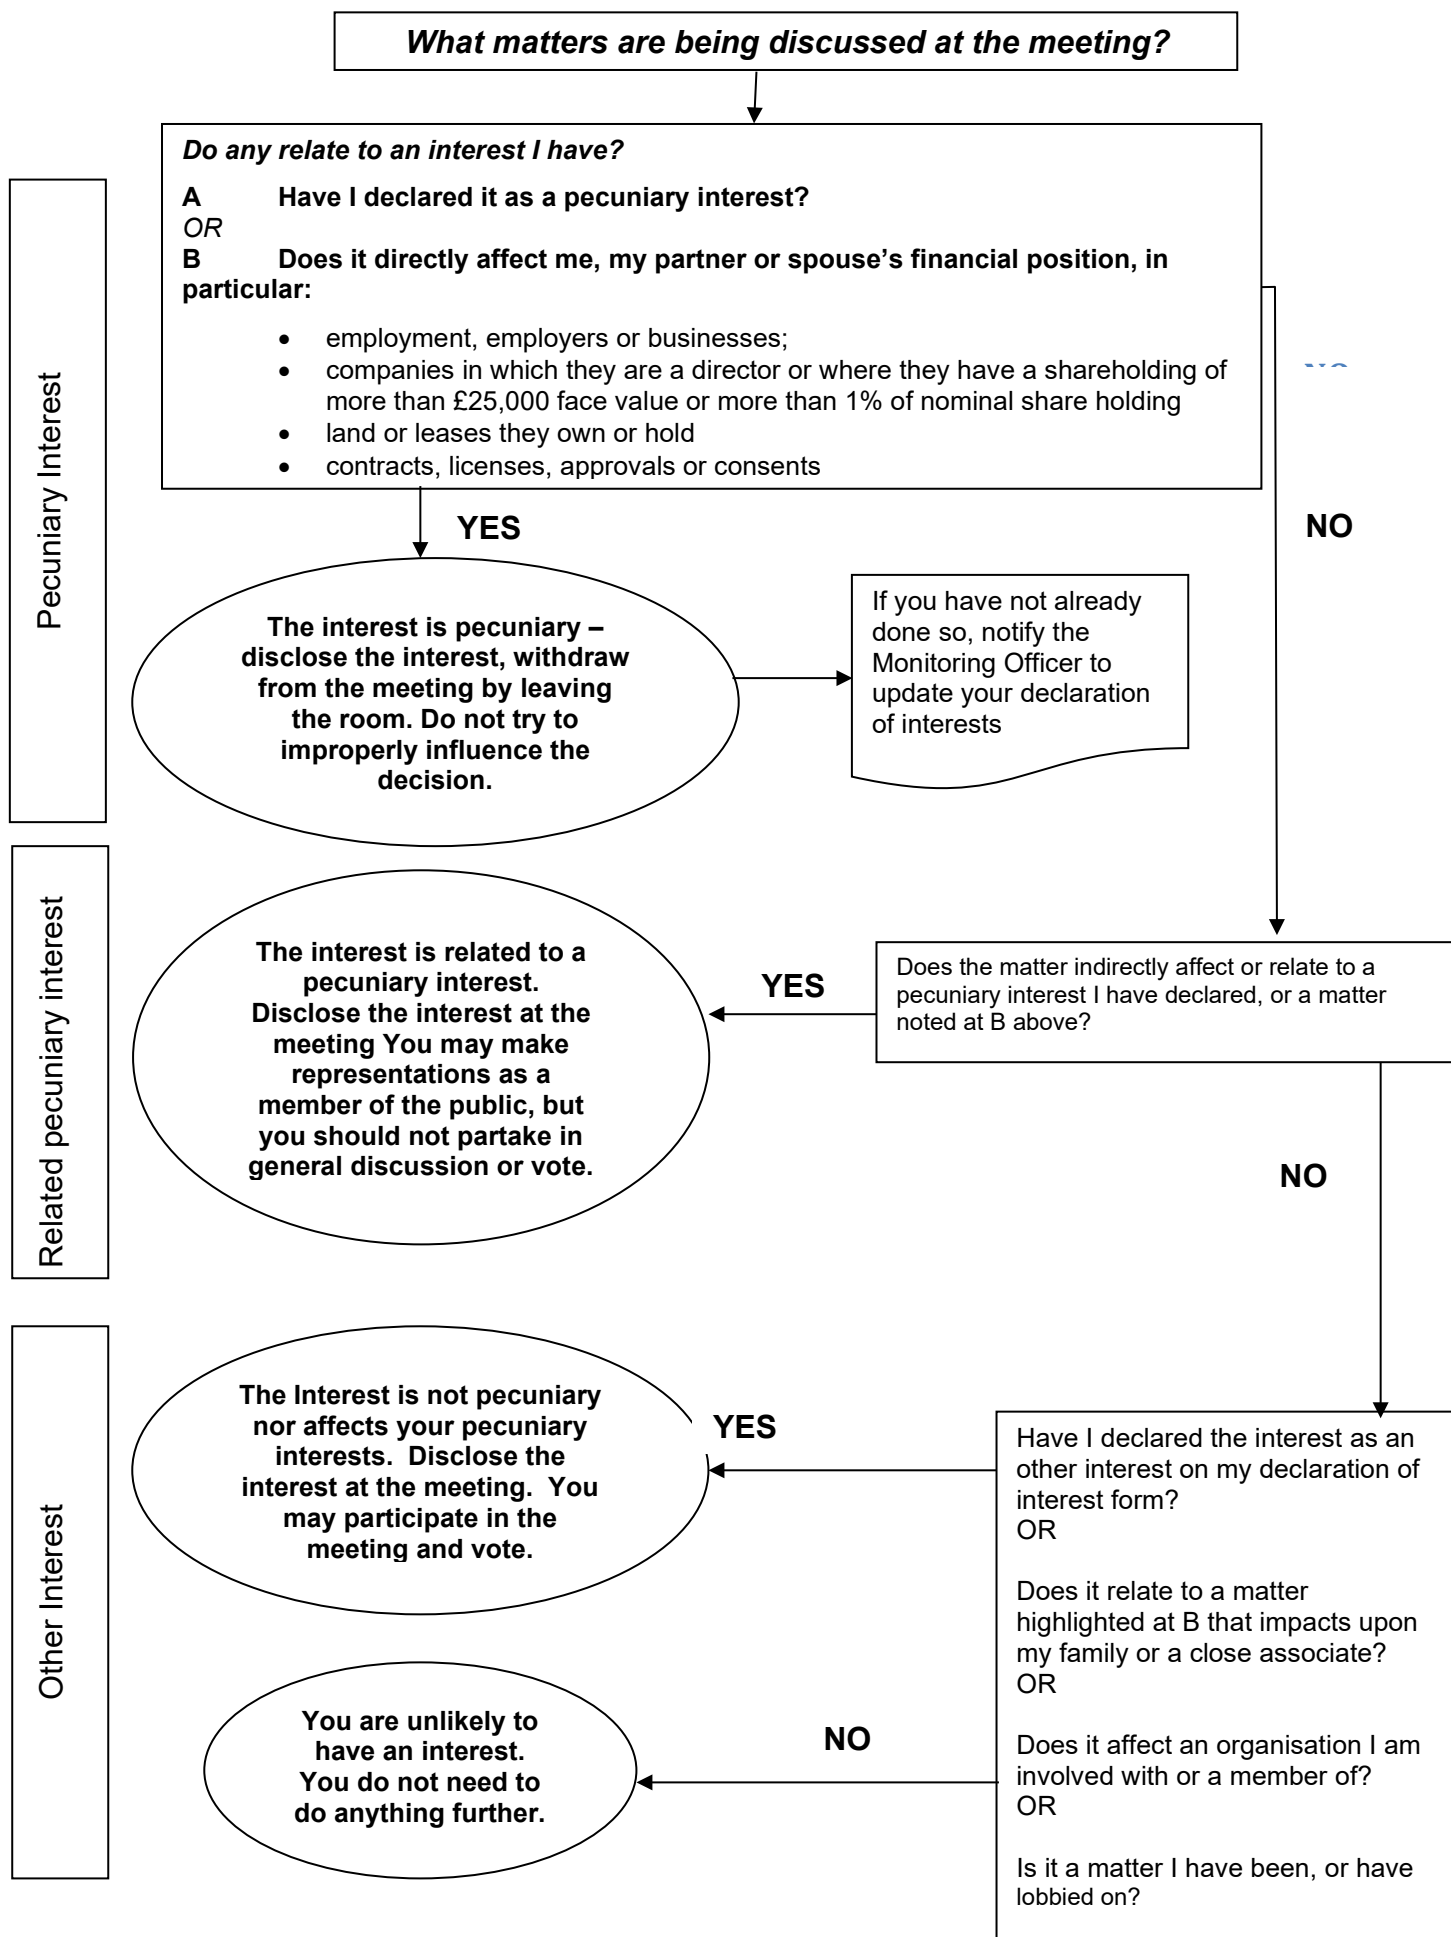 What matters are being discussed at the meeting?
Pecuniary Interest
Do any relate to an interest I have?
A Have I declared it as a pecuniary interest?
OR
B Does it directly affect me, my partner or spouse's financial position, in
particular:
• employment, employers or businesses;
• companies in which they are a director or where they have a shareholding of
more than £25,000 face value or more than 1% of nominal share holding
• land or leases they own or hold
• contracts, licenses, approvals or consents
YES
NO
The interest is pecuniary –
disclose the interest, withdraw
from the meeting by leaving
the room. Do not try to
improperly influence the
decision.
If you have not already
done so, notify the
Monitoring Officer to
update your declaration
of interests
Related pecuniary interest
The interest is related to a
pecuniary interest.
Disclose the interest at the
meeting You may make
representations as a
member of the public, but
you should not partake in
general discussion or vote.
YES
Does the matter indirectly affect or relate to a
pecuniary interest I have declared, or a matter
noted at B above?
NO
Other Interest
The Interest is not pecuniary
nor affects your pecuniary
interests. Disclose the
interest at the meeting. You
may participate in the
meeting and vote.
YES
Have I declared the interest as an
other interest on my declaration of
interest form?
OR
Does it relate to a matter
highlighted at B that impacts upon
my family or a close associate?
OR
Does it affect an organisation I am
involved with or a member of?
OR
Is it a matter I have been, or have
lobbied on?
NO
You are unlikely to
have an interest.
You do not need to
do anything further.